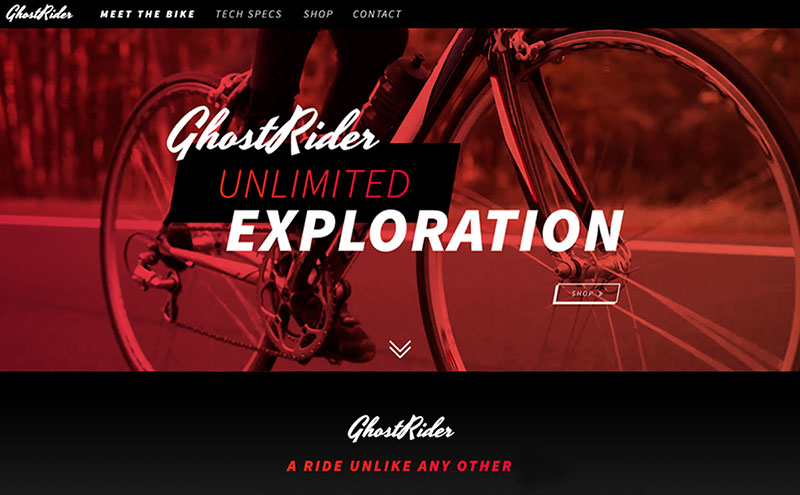 GhostRider
MEET THE BIKE TECH SPECS SHOP CONTACT
GhostRider
UNLIMITED
EXPLORATION
SHOP
GhostRider
A RIDE UNLIKE ANY OTHER